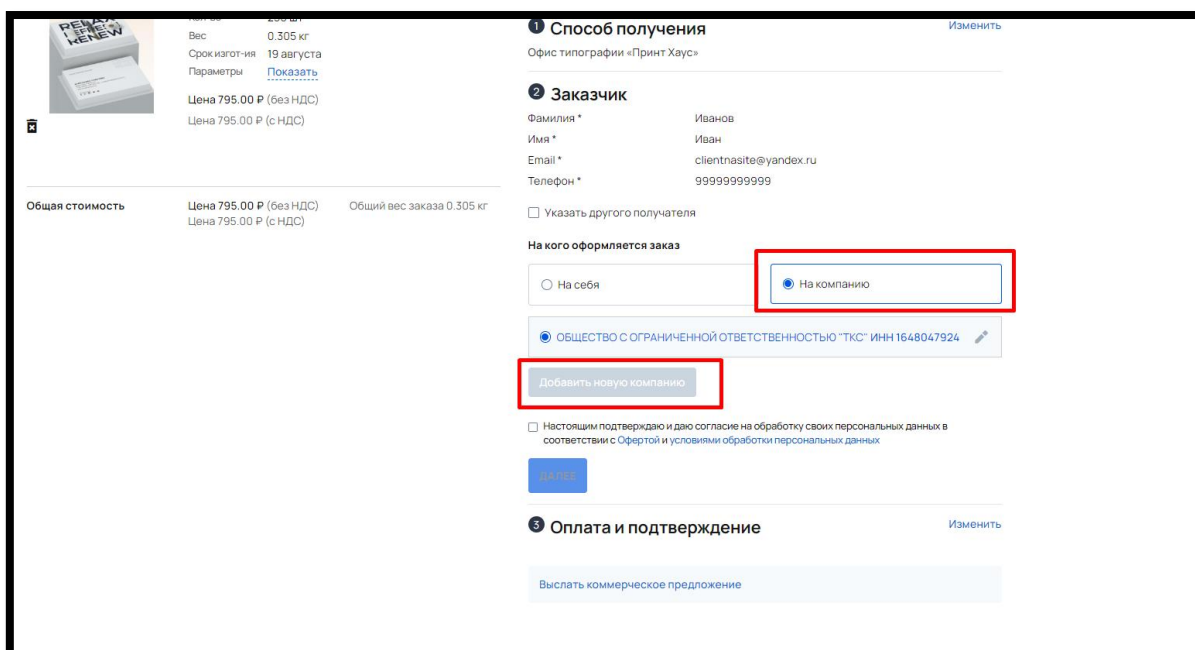 RELAX
RENEW
Вес 0.305 кг
Срок изгот-ия 19 августа
Параметры Показать
Цена 795.00 ₽ (без НДС)
Цена 795.00 ₽ (с НДС)
Общая стоимость
Цена 795.00 ₽ (без НДС)
Цена 795.00 ₽ (с НДС)
Общий вес заказа 0.305 кг
1 Способ получения
Изменить
Офис типографии «Принт Хаус»
2 Заказчик
Фамилия * Иванов
Имя * Иван
Email * clientnasite@yandex.ru
Телефон * 99999999999
Указать другого получателя
На кого оформляется заказ
На себя
На компанию
ОБЩЕСТВО С ОГРАНИЧЕННОЙ ОТВЕТСТВЕННОСТЬЮ "ТКС" ИНН 1648047924
Добавить новую компанию
Настоящим подтверждаю и даю согласие на обработку своих персональных данных в
соответствии с Офертой и условиями обработки персональных данных
ДАЛЕЕ
3 Оплата и подтверждение
Изменить
Выслать коммерческое предложение